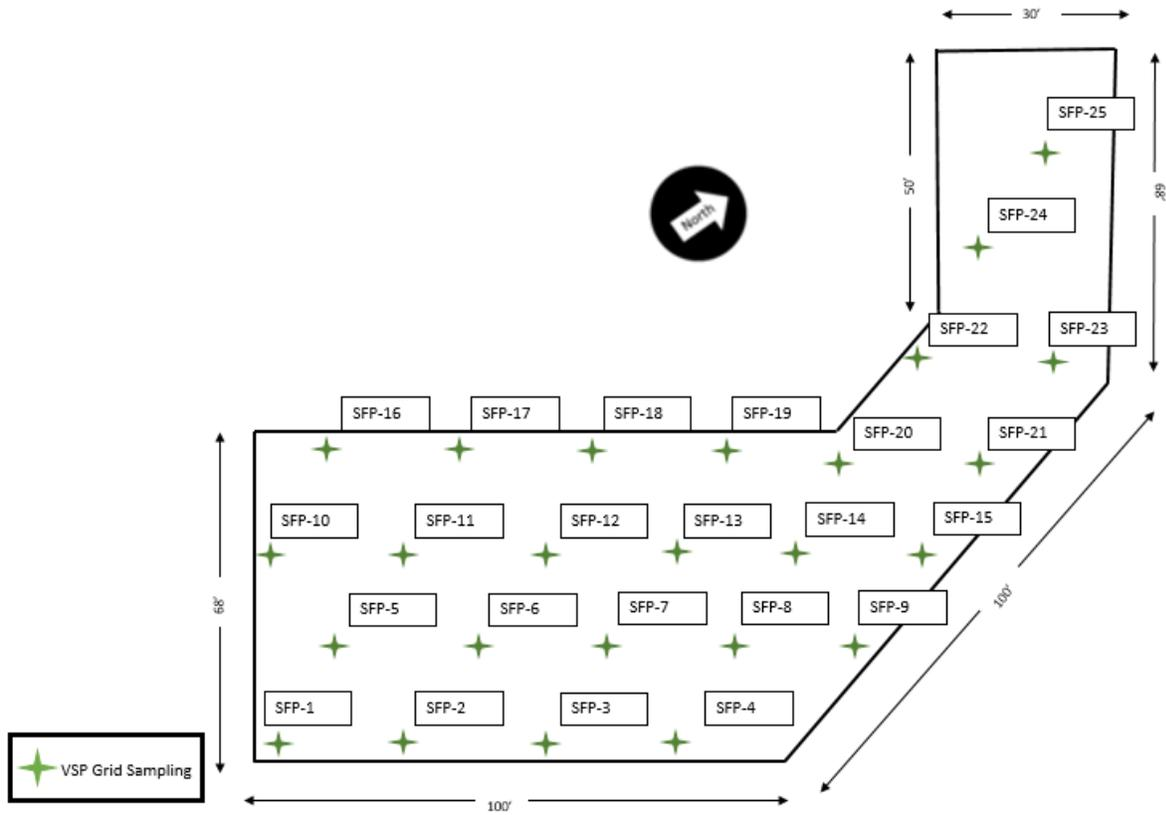 30'
SFP-25
50'
68'
North
SFP-24
SFP-22
SFP-23
SFP-16
SFP-17
SFP-18
SFP-19
SFP-20
SFP-21
SFP-10
SFP-11
SFP-12
SFP-13
SFP-14
SFP-15
68'
SFP-5
SFP-6
SFP-7
SFP-8
SFP-9
100'
SFP-1
SFP-2
SFP-3
SFP-4
VSP Grid Sampling
100'